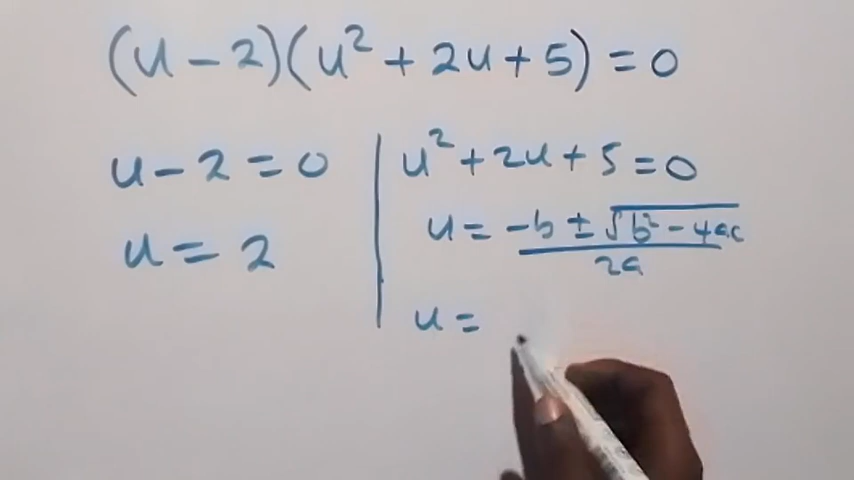 (u - 2)(u² + 2u + 5) = 0
u - 2 = 0
u = 2
u² + 2u + 5 = 0
u = -b ± √b² - 4ac / 2a
u =